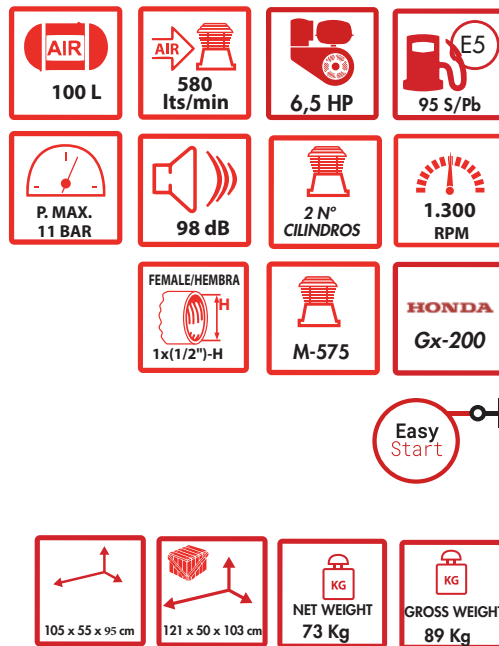 AIR
100 L
AIR
580
lts/min
6,5 HP
E5
95 S/Pb
P. MAX.
11 BAR
98 dB
2 Nº
CILINDROS
1.300
RPM
FEMALE/HEMBRA
H
1x(1/2")-H
M-575
HONDA
Gx-200
Easy
Start
105 x 55 x 95 cm
121 x 50 x 103 cm
KG
NET WEIGHT
73 Kg
KG
GROSS WEIGHT
89 Kg